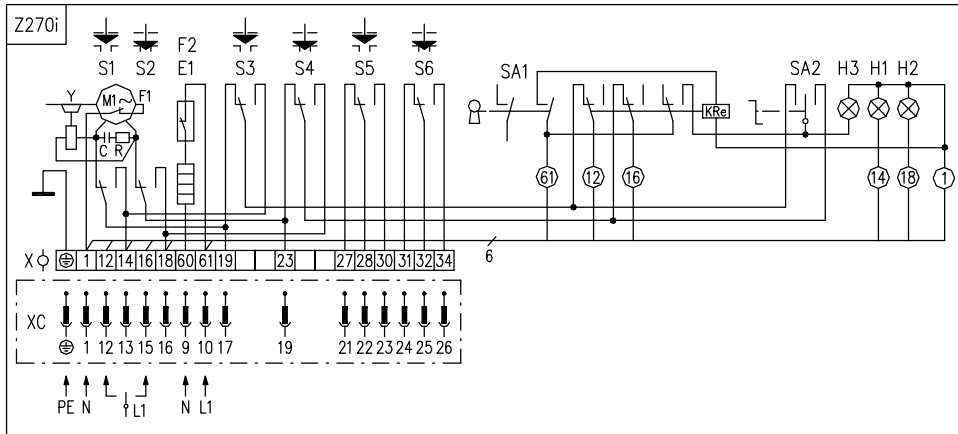 Z270i
F2
S1 S2 E1 S3 S4 S5 S6 SA1 SA2 H3 H1 H2
Y M1~ F1
KRe
C R
61 12 16 14 18 1
6
X 1 12 14 16 18 60 61 19 23 27 28 30 31 32 34
XC
1 12 13 15 16 9 10 17 19 21 22 23 24 25 26
PE N L1 N L1